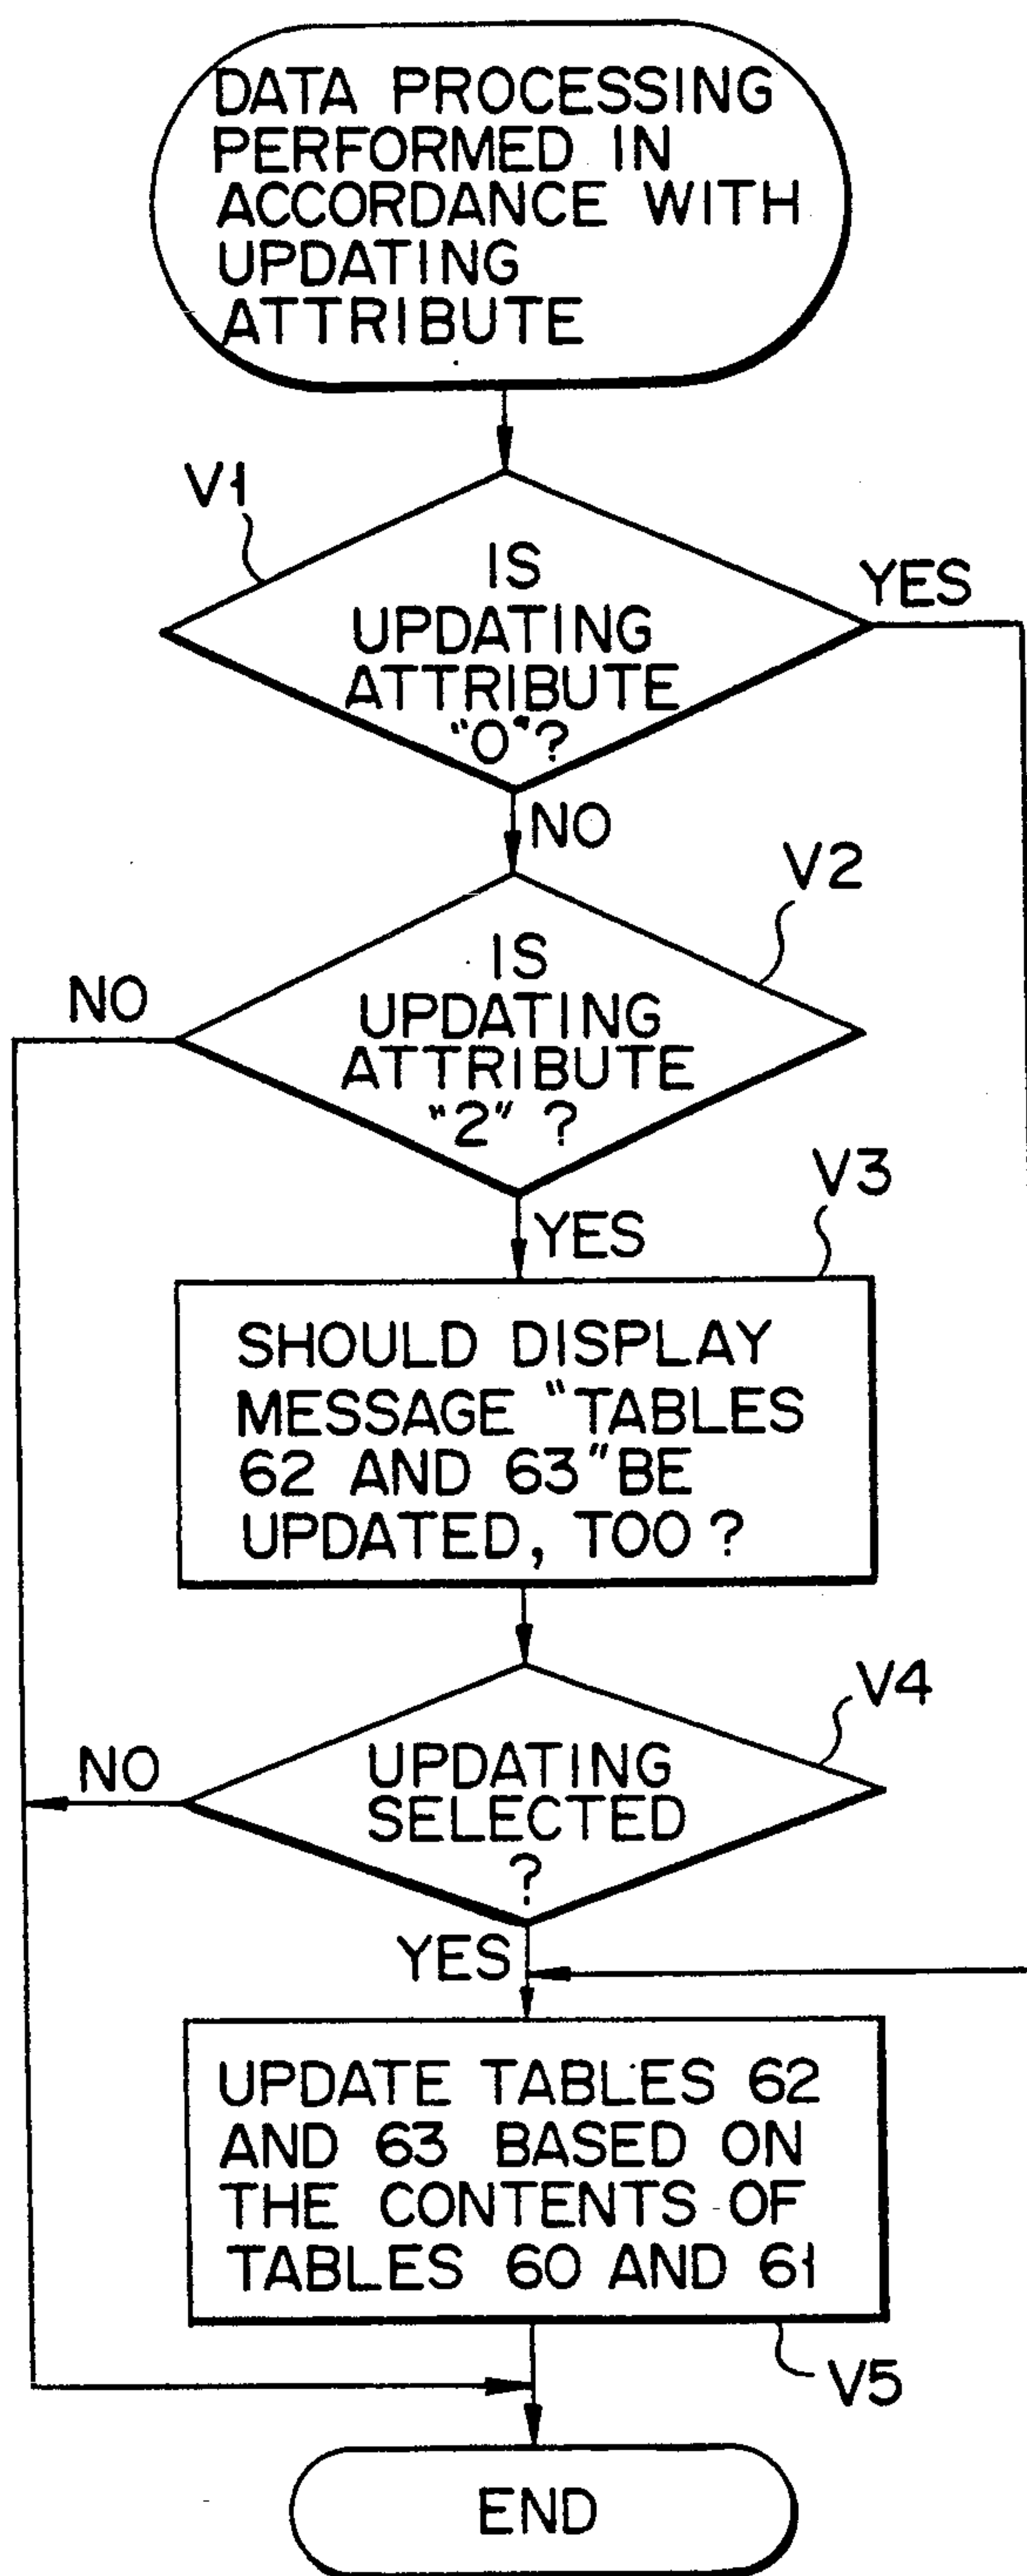 DATA PROCESSING
PERFORMED IN
ACCORDANCE WITH
UPDATING
ATTRIBUTE
V1
IS
UPDATING
ATTRIBUTE
"0"?
YES
NO
V2
IS
UPDATING
ATTRIBUTE
"2" ?
NO
YES
V3
SHOULD DISPLAY
MESSAGE "TABLES
62 AND 63" BE
UPDATED, TOO ?
V4
UPDATING
SELECTED
?
NO
YES
UPDATE TABLES 62
AND 63 BASED ON
THE CONTENTS OF
TABLES 60 AND 61
V5
END